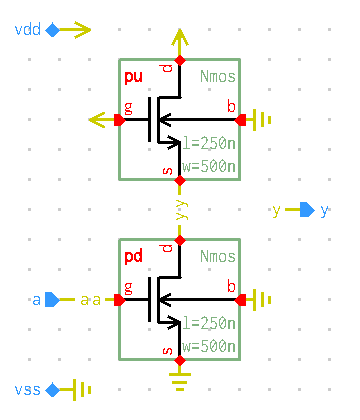 vdd
pu
d
Nmos
g
b
l=250n
w=500n
s
y y
y
y
pd
d
Nmos
g
b
a
a a
l=250n
w=500n
s
vss